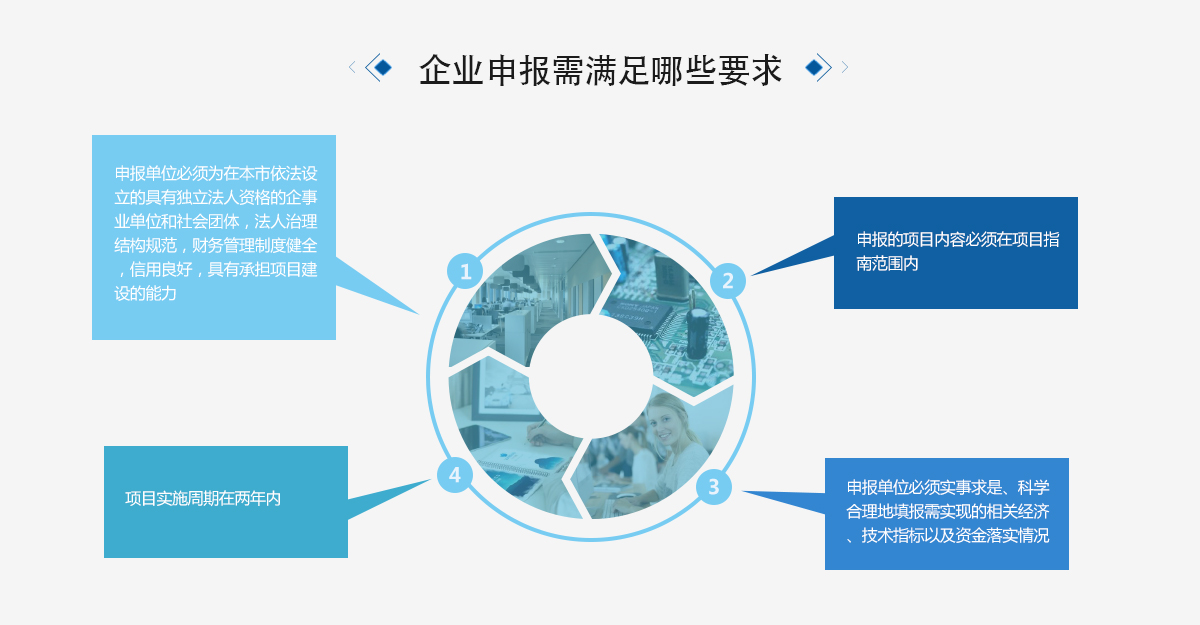 企业申报需满足哪些要求
申报单位必须为在本市依法设
立的具有独立法人资格的企事
业单位和社会团体，法人治理
结构规范，财务管理制度健全
，信用良好，具有承担项目建
设的能力
1
2
申报的项目内容必须在项目指
南范围内
4
项目实施周期在两年内
3
申报单位必须实事求是、科学
合理地填报需实现的相关经济
、技术指标以及资金落实情况